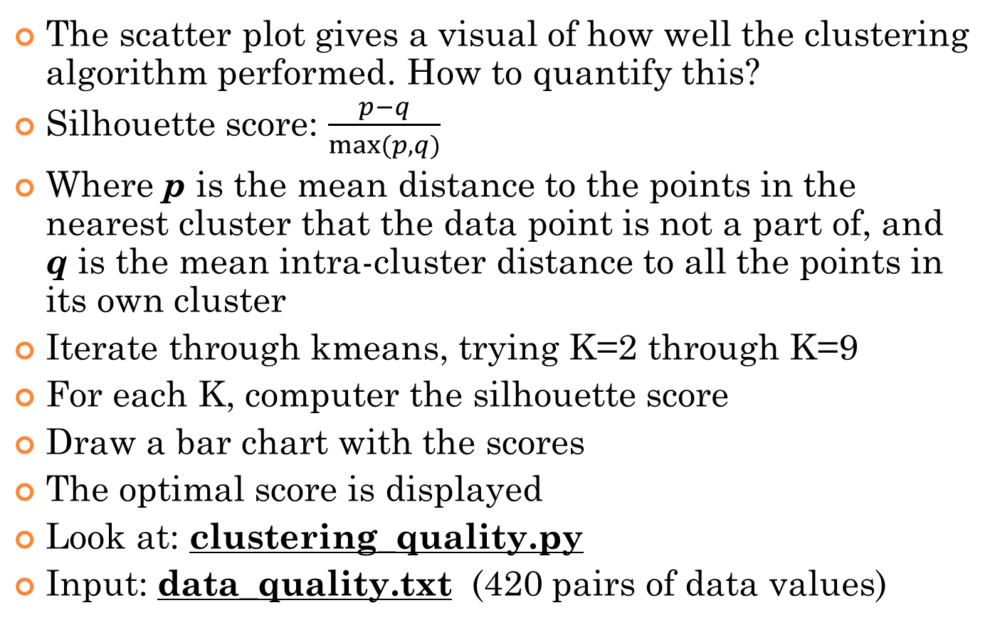 The scatter plot gives a visual of how well the clustering
algorithm performed. How to quantify this?
Silhouette score: p−q / max(p,q)
Where p is the mean distance to the points in the
nearest cluster that the data point is not a part of, and
q is the mean intra-cluster distance to all the points in
its own cluster
Iterate through kmeans, trying K=2 through K=9
For each K, computer the silhouette score
Draw a bar chart with the scores
The optimal score is displayed
Look at: clustering_quality.py
Input: data_quality.txt (420 pairs of data values)